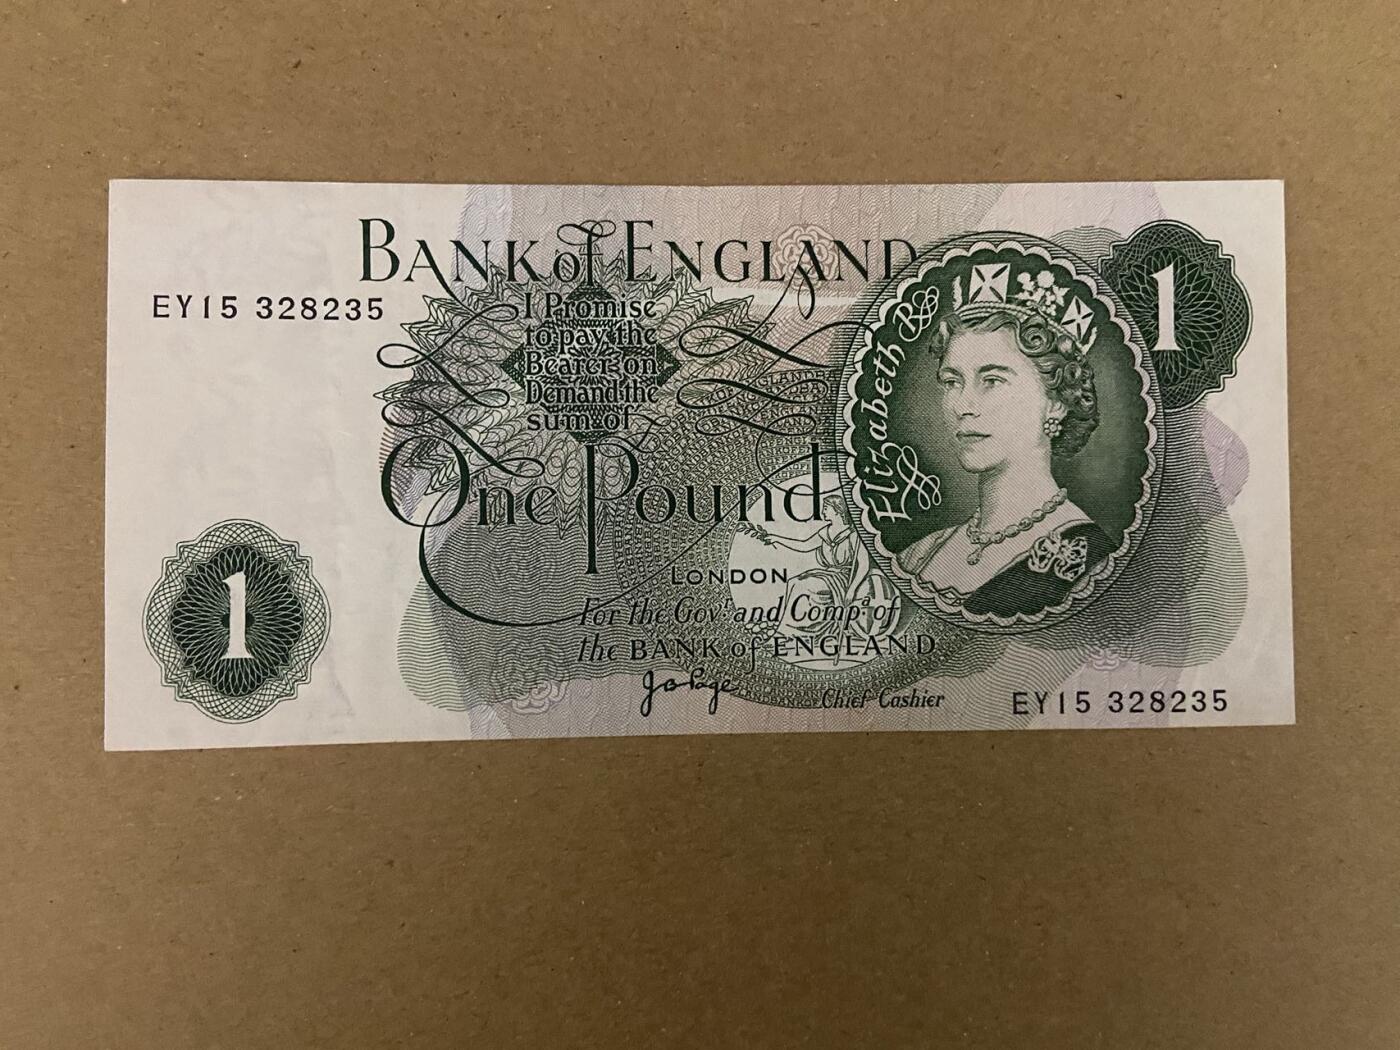 BANK of ENGLAND
EY15 328235
I Promise
to pay the
Bearer on
Demand the
sum of
One Pound
LONDON
For the Govr and Compa of
the BANK of ENGLAND
J B Page
Chief Cashier
Elizabeth R
1
1
EY15 328235